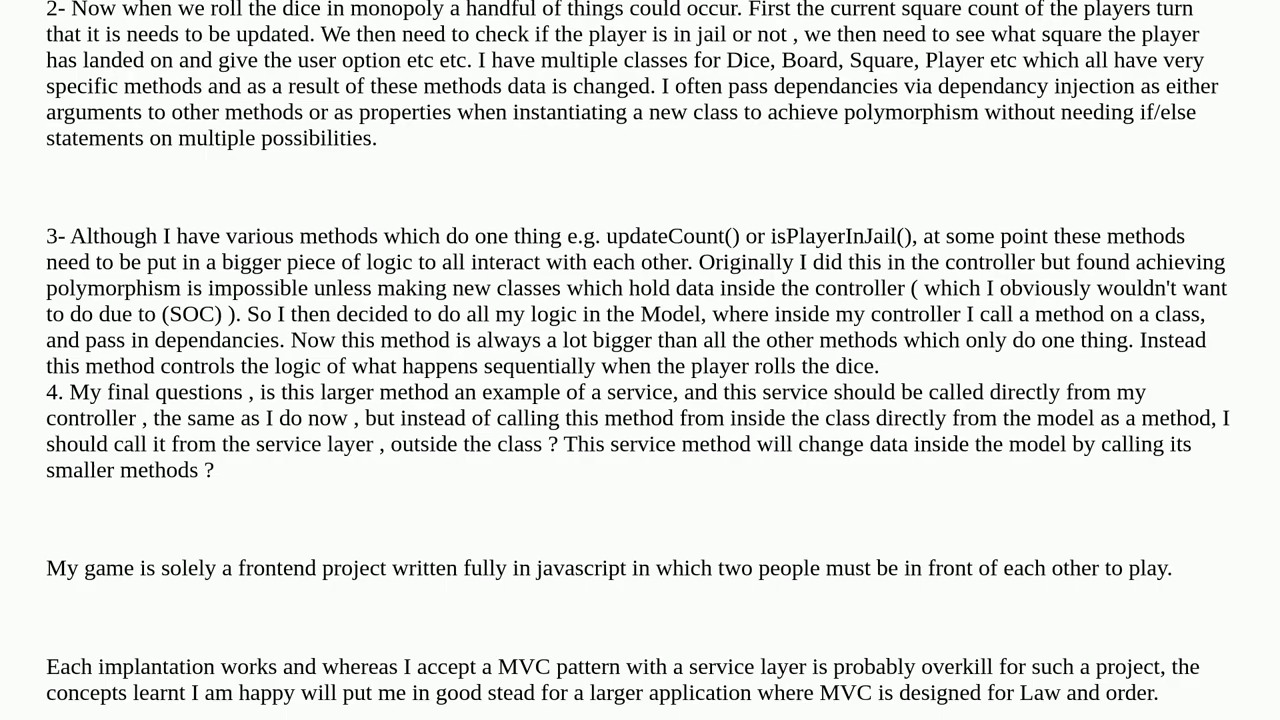 2- Now when we roll the dice in monopoly a handful of things could occur. First the current square count of the players turn
that it is needs to be updated. We then need to check if the player is in jail or not , we then need to see what square the player
has landed on and give the user option etc etc. I have multiple classes for Dice, Board, Square, Player etc which all have very
specific methods and as a result of these methods data is changed. I often pass dependancies via dependancy injection as either
arguments to other methods or as properties when instantiating a new class to achieve polymorphism without needing if/else
statements on multiple possibilities.
3- Although I have various methods which do one thing e.g. updateCount() or isPlayerInJail(), at some point these methods
need to be put in a bigger piece of logic to all interact with each other. Originally I did this in the controller but found achieving
polymorphism is impossible unless making new classes which hold data inside the controller ( which I obviously wouldn't want
to do due to (SOC) ). So I then decided to do all my logic in the Model, where inside my controller I call a method on a class,
and pass in dependancies. Now this method is always a lot bigger than all the other methods which only do one thing. Instead
this method controls the logic of what happens sequentially when the player rolls the dice.
4. My final questions , is this larger method an example of a service, and this service should be called directly from my
controller , the same as I do now , but instead of calling this method from inside the class directly from the model as a method, I
should call it from the service layer , outside the class ? This service method will change data inside the model by calling its
smaller methods ?
My game is solely a frontend project written fully in javascript in which two people must be in front of each other to play.
Each implantation works and whereas I accept a MVC pattern with a service layer is probably overkill for such a project, the
concepts learnt I am happy will put me in good stead for a larger application where MVC is designed for Law and order.